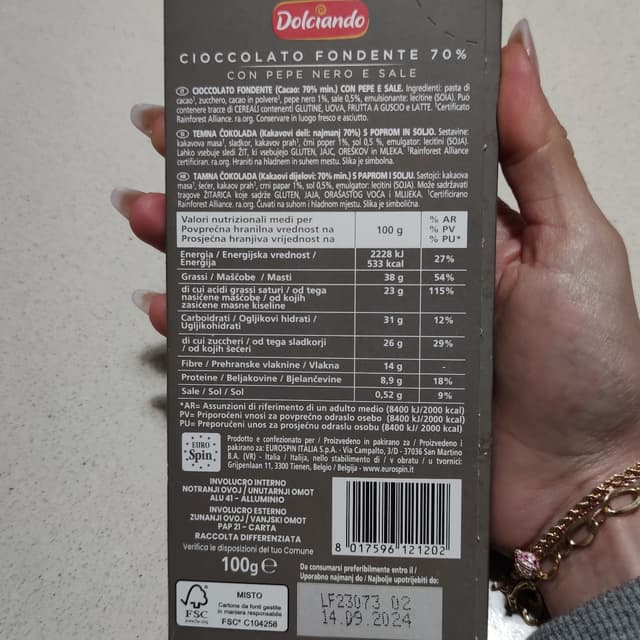 Dolciando
CIOCCOLATO FONDENTE 70%
CON PEPE NERO E SALE
IT CIOCCOLATO FONDENTE (Cacao: 70% min.) CON PEPE E SALE. Ingredienti: pasta di
cacao¹, zucchero, cacao in polvere¹, pepe nero 1%, sale 0,5%, emulsionante: lecitine (SOIA). Può
contenere tracce di CEREALI contenenti GLUTINE, UOVA, FRUTTA A GUSCIO e LATTE. ¹Certificato
Rainforest Alliance. ra.org. Conservare in luogo fresco e asciutto.
TEMNA ČOKOLADA (Kakavovi deli: najmanj 70%) S POPROM IN SOLJO. Sestavine:
kakavova masa¹, sladkor, kakavov prah¹, črni poper 1%, sol 0,5 %, emulgator: lecitini (SOJA).
Lahko vsebuje sledi ŽIT, ki vsebujejo GLUTEN, JAJC, OREŠKOV in MLEKA. ¹Rainforest Alliance
certificiran. ra.org. Hraniti na hladnem in suhem mestu. Slika je simbolna.
TAMNA ČOKOLADA (Kakaovi dijelovi: 70% min.) S PAPROM I SOLJU. Sastojci: kakaova
masa¹, šećer, kakaov prah¹, crni papar 1%, sol 0,5%, emulgator: lecitini (SOJA). Može sadržavati
tragove ŽITARICA koje sadrže GLUTEN, JAJA, ORAŠASTOG VOĆA i MLIJEKA. ¹Certificirano
Rainforest Alliance. ra.org. Čuvati na suhom i hladnom mjestu. Slika je simbolična.
Valori nutrizionali medi per
Povprečna hranilna vrednost na
Prosječna hranjiva vrijednost na
100 g
% AR
% PV
% PU*
Energia / Energijska vrednost /
Energija
2228 kJ
533 kcal
27%
Grassi / Maščobe / Masti 38 g 54%
di cui acidi grassi saturi / od tega
nasičene maščobe / od kojih
zasićene masne kiseline
23 g 115%
Carboidrati / Ogljikovi hidrati /
Ugljikohidrati
31 g 12%
di cui zuccheri / od tega sladkorji
/ od kojih šećeri
26 g 29%
Fibre / Prehranske vlaknine / Vlakna 14 g -
Proteine / Beljakovine / Bjelančevine 8,9 g 18%
Sale / Sol / Sol 0,52 g 9%
*AR= Assunzioni di riferimento di un adulto medio (8400 kJ/2000 kcal)
PV= Priporočeni vnosi za povprečno odraslo osebo (8400 kJ/2000 kcal)
PU= Preporučeni unos za prosječnu odraslu osobu (8400 kJ/2000 kcal)
EURO
Spin
Prodotto e confezionato per / Proizvedeno in pakirano za / Proizvedeno i
pakirano za: EUROSPIN ITALIA S.p.A. - Via Campalto, 3/D - 37036 San Martino
B.A. (VR) - Italia / Italija, nello stabilimento di / v obratu / u tvornici:
Grijpenlaan 11, 3300 Tienen, Belgio / Belgija - www.eurospin.it
INVOLUCRO INTERNO
NOTRANJI OVOJ / UNUTARNJI OMOT
ALU 41 - ALLUMINIO
INVOLUCRO ESTERNO
ZUNANJI OVOJ / VANJSKI OMOT
PAP 21 - CARTA
RACCOLTA DIFFERENZIATA
Verifica le disposizioni del tuo Comune
8 017596 121202
100g e
Da consumarsi preferibilmente entro il /
Uporabno najmanj do / Najbolje upotrijebiti do:
LF23073 02
14.09.2024
FSC
www.fsc.org
MISTO
Cartone da fonti gestite
in maniera responsabile
FSC® C104258